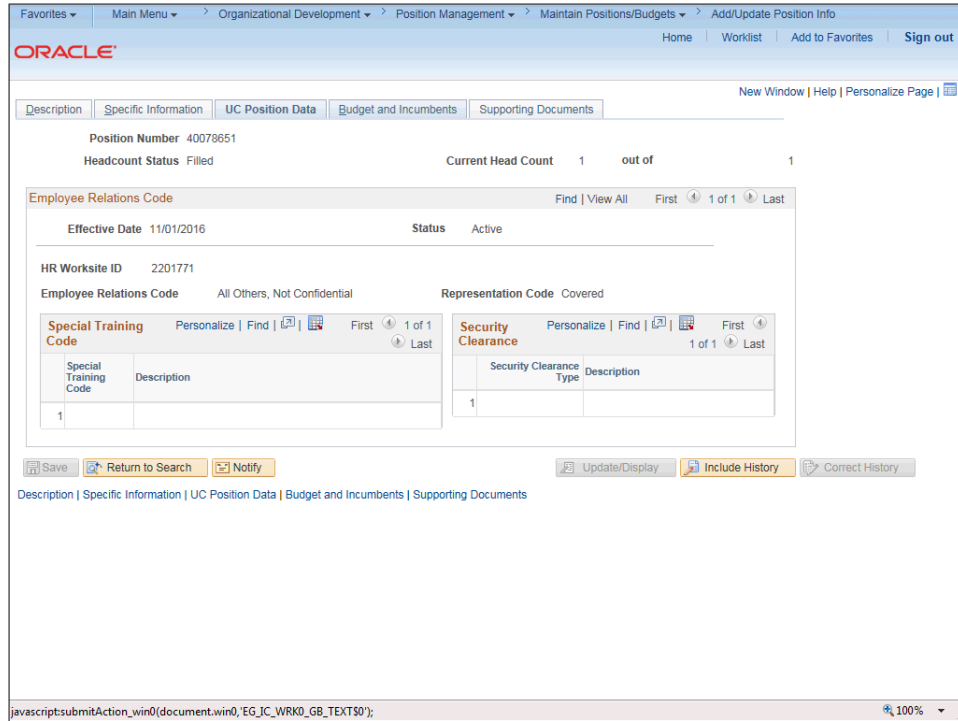 Favorites Main Menu > Organizational Development > Position Management > Maintain Positions/Budgets > Add/Update Position Info
Home Worklist Add to Favorites Sign out
ORACLE
New Window | Help | Personalize Page |
Description Specific Information UC Position Data Budget and Incumbents Supporting Documents
Position Number 40078651
Headcount Status Filled Current Head Count 1 out of 1
Employee Relations Code Find | View All First 1 of 1 Last
Effective Date 11/01/2016 Status Active
HR Worksite ID 2201771
Employee Relations Code All Others, Not Confidential Representation Code Covered
Special Training Code Personalize | Find | | First 1 of 1 Last
Special Training Code Description
1
Security Clearance Personalize | Find | | First 1 of 1 Last
Security Clearance Type Description
1
Save Return to Search Notify Update/Display Include History Correct History
Description | Specific Information | UC Position Data | Budget and Incumbents | Supporting Documents
javascript:submitAction_win0(document.win0,'EG_IC_WRK0_GB_TEXT$0'); 100%